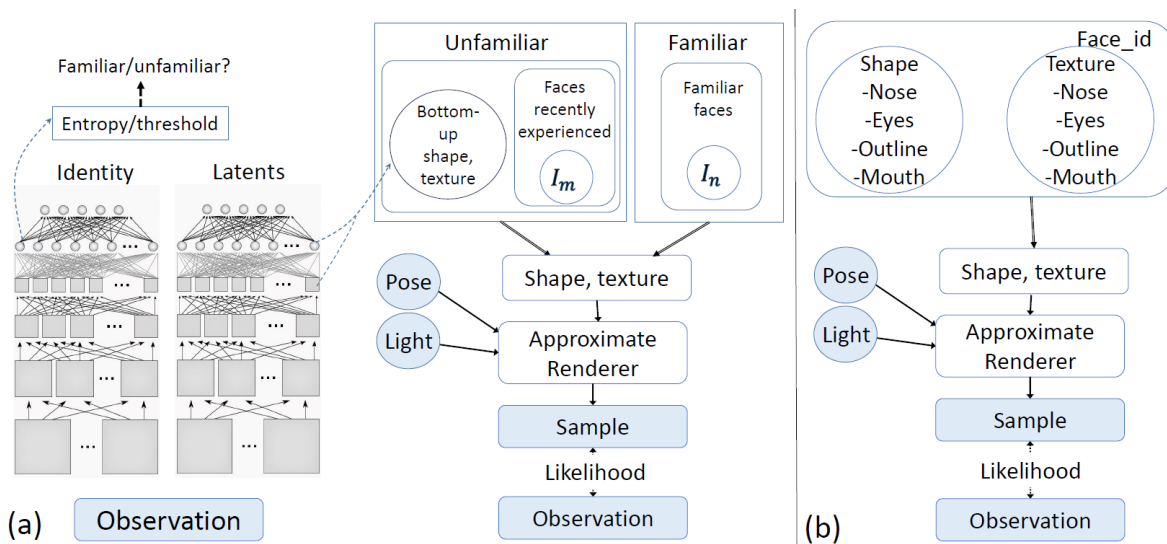 Familiar/unfamiliar?
Entropy/threshold
Identity
Latents
...
...
...
...
...
...
...
...
...
...
(a)
Observation
Unfamiliar
Bottom-
up
shape,
texture
Faces
recently
experienced
I_m
Familiar
Familiar
faces
I_n
Shape, texture
Pose
Light
Approximate
Renderer
Sample
Likelihood
Observation
(b)
Face_id
Shape
-Nose
-Eyes
-Outline
-Mouth
Texture
-Nose
-Eyes
-Outline
-Mouth
Shape, texture
Pose
Light
Approximate
Renderer
Sample
Likelihood
Observation